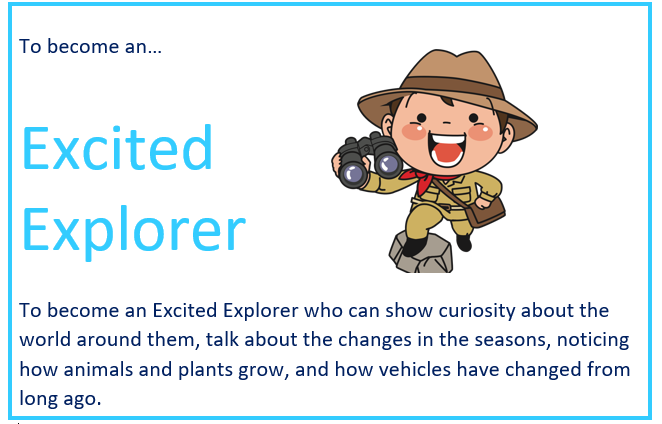 To become an…
Excited
Explorer
To become an Excited Explorer who can show curiosity about the
world around them, talk about the changes in the seasons, noticing
how animals and plants grow, and how vehicles have changed from
long ago.